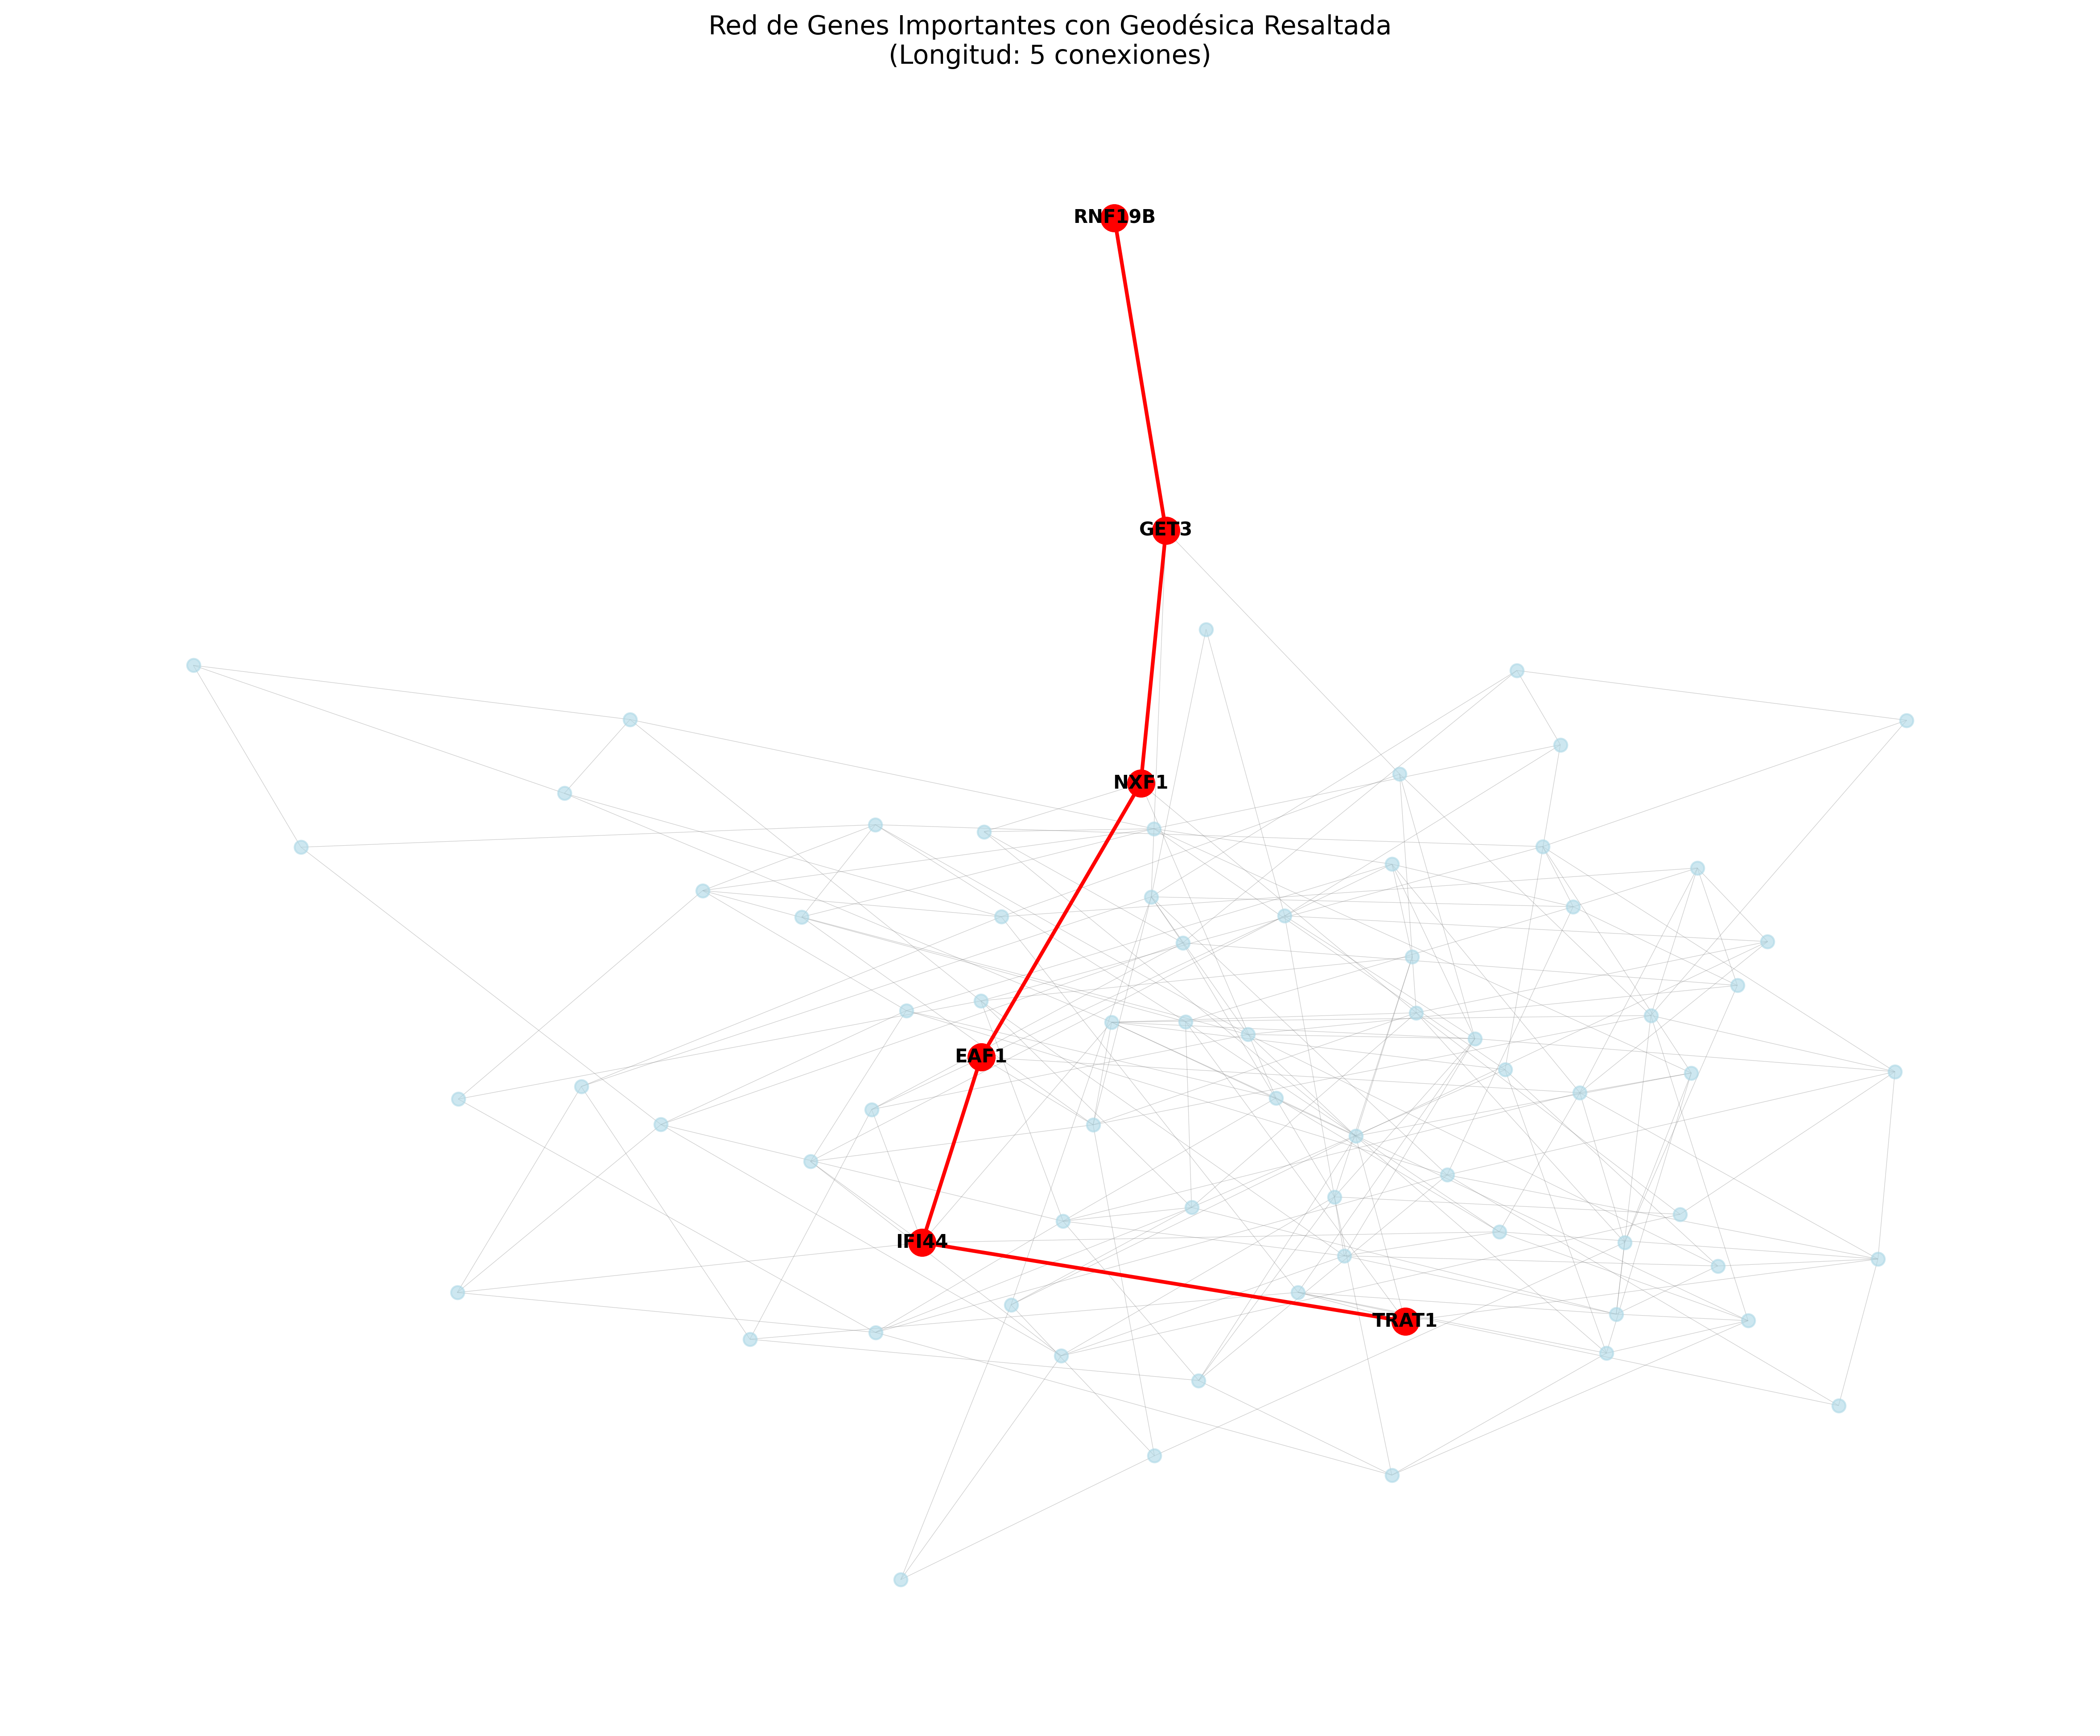 Red de Genes Importantes con Geodésica Resaltada
(Longitud: 5 conexiones)
RNF19B
GET3
NXF1
EAF1
IFI44
TRAT1